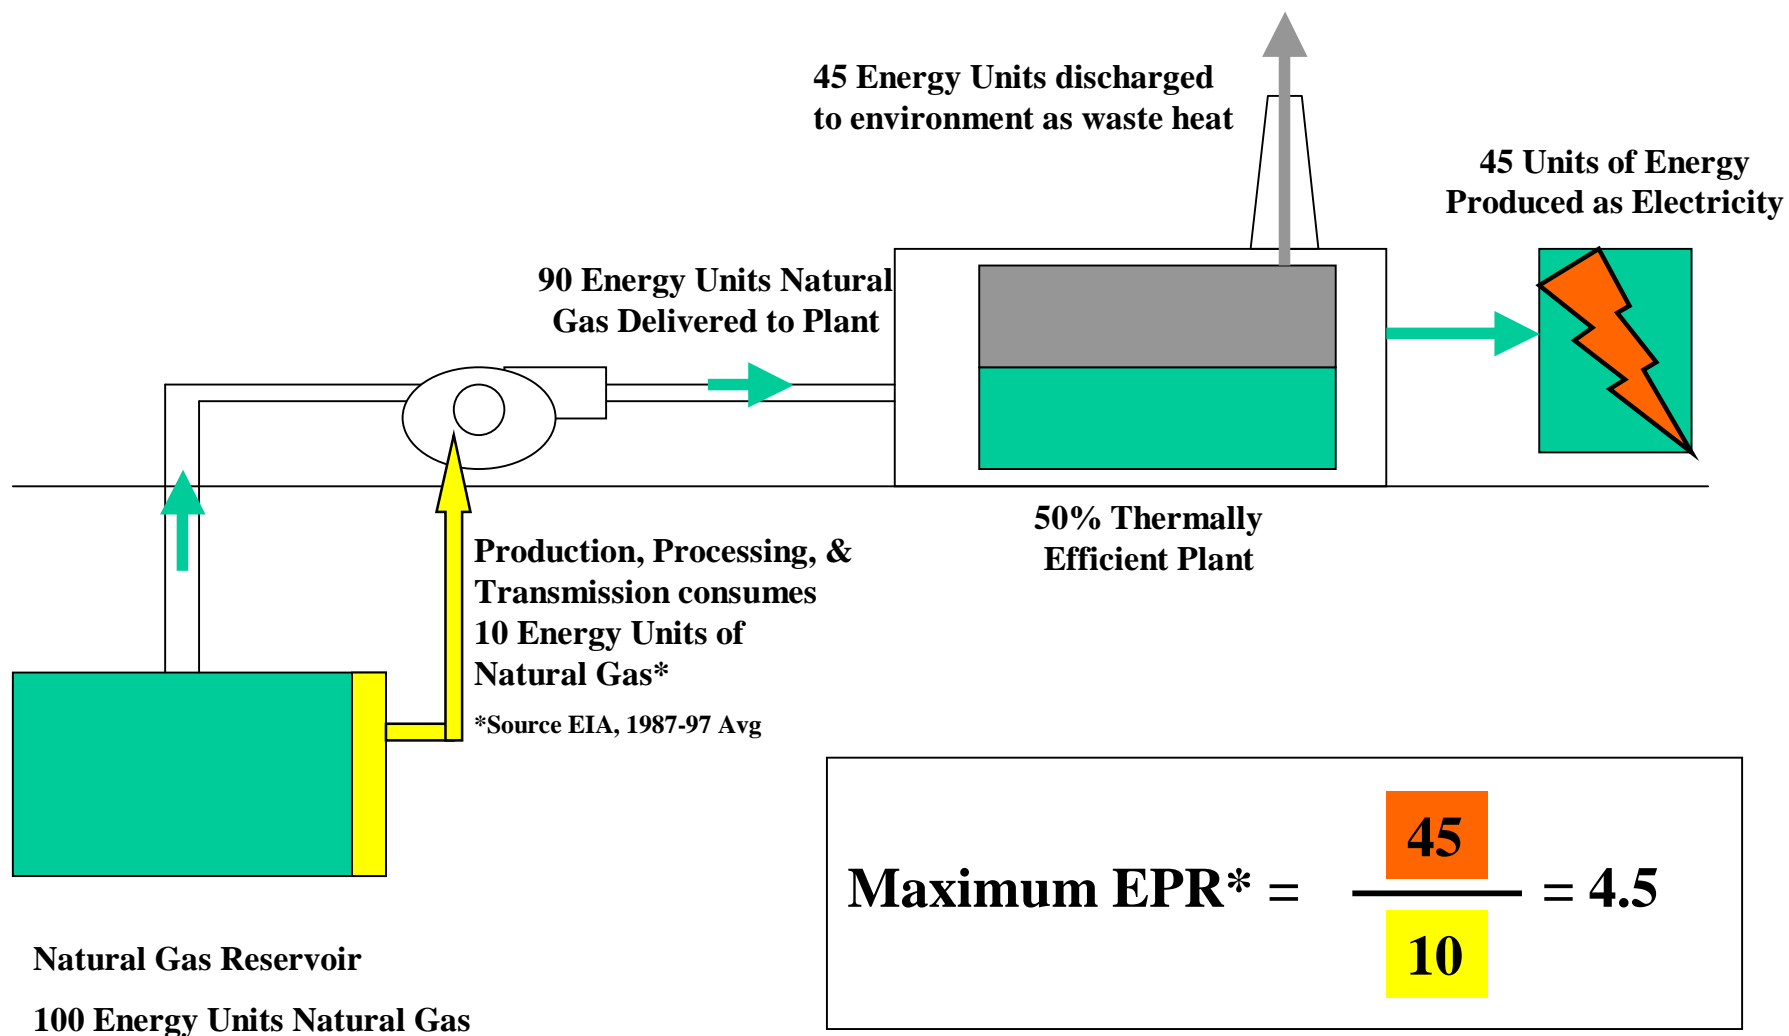 45 Energy Units discharged
to environment as waste heat
45 Units of Energy
Produced as Electricity
90 Energy Units Natural
Gas Delivered to Plant
50% Thermally
Efficient Plant
Production, Processing, &
Transmission consumes
10 Energy Units of
Natural Gas*
*Source EIA, 1987-97 Avg
45
Maximum EPR* = = 4.5
10
Natural Gas Reservoir
100 Energy Units Natural Gas